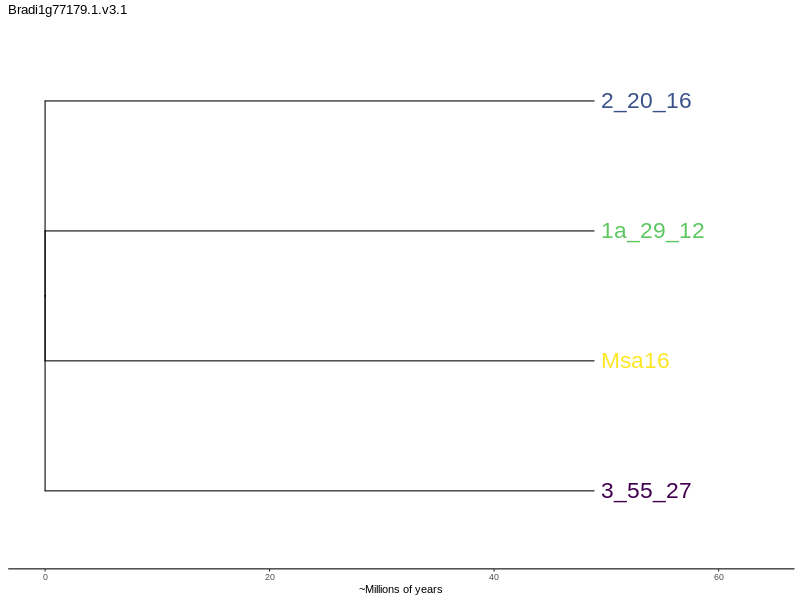 Bradi1g77179.1.v3.1
2_20_16
1a_29_12
Msa16
3_55_27
0 20 40 60
~Millions of years